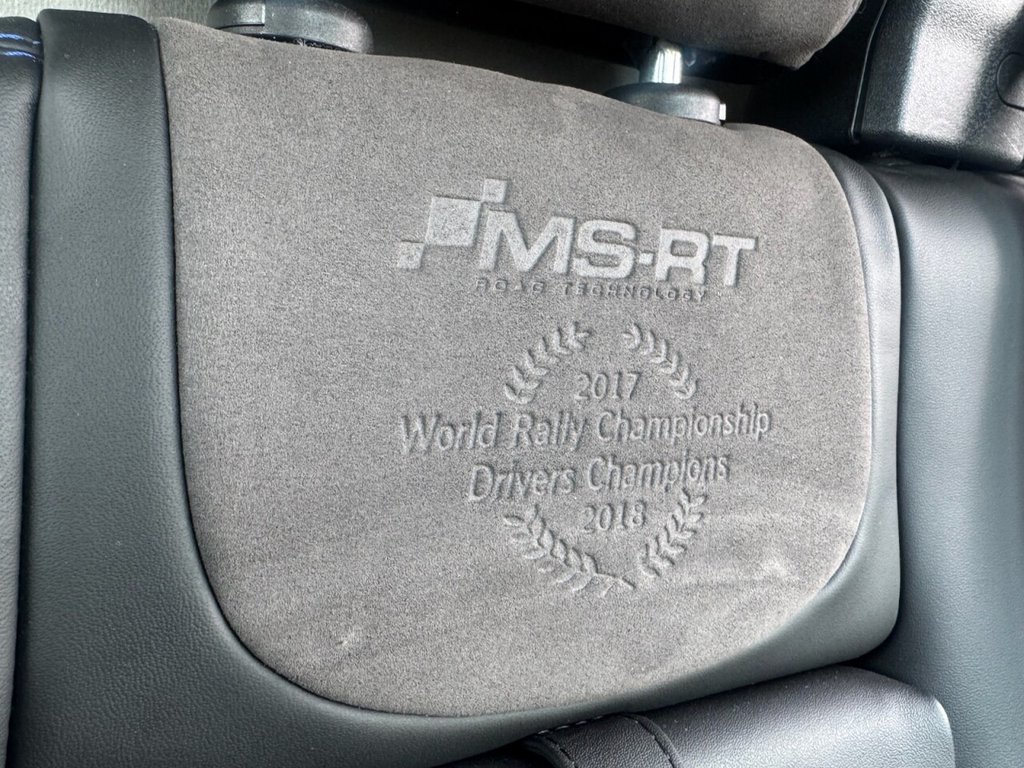 MS-RT
ROAD TECHNOLOGY
2017
World Rally Championship
Drivers Champions
2018